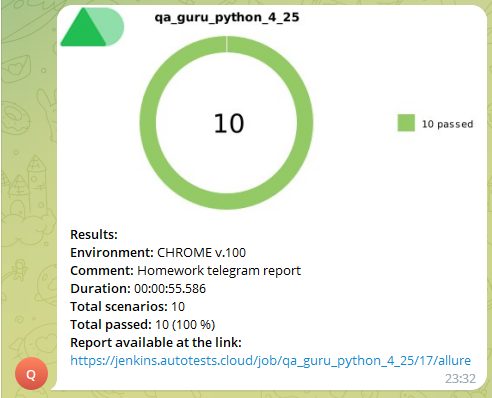 qa_guru_python_4_25
10
10 passed
Results:
Environment: CHROME v.100
Comment: Homework telegram report
Duration: 00:00:55.586
Total scenarios: 10
Total passed: 10 (100 %)
Report available at the link:
https://jenkins.autotests.cloud/job/qa_guru_python_4_25/17/allure
Q
23:32